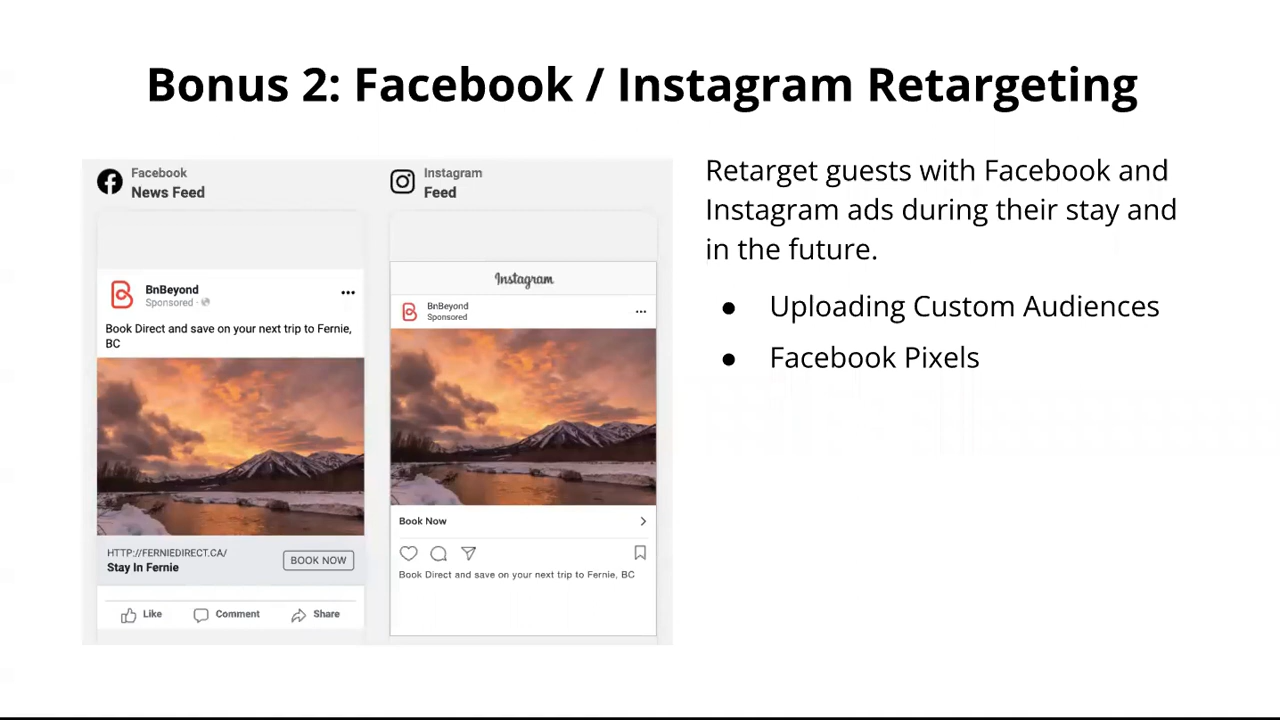 Bonus 2: Facebook / Instagram Retargeting
Facebook
News Feed
BnBeyond
Sponsored ·
Book Direct and save on your next trip to Fernie,
BC
HTTP://FERNIEDIRECT.CA/
Stay In Fernie
BOOK NOW
Like
Comment
Share
Instagram
Feed
Instagram
BnBeyond
Sponsored
Book Now
Book Direct and save on your next trip to Fernie, BC
Retarget guests with Facebook and
Instagram ads during their stay and
in the future.
● Uploading Custom Audiences
● Facebook Pixels